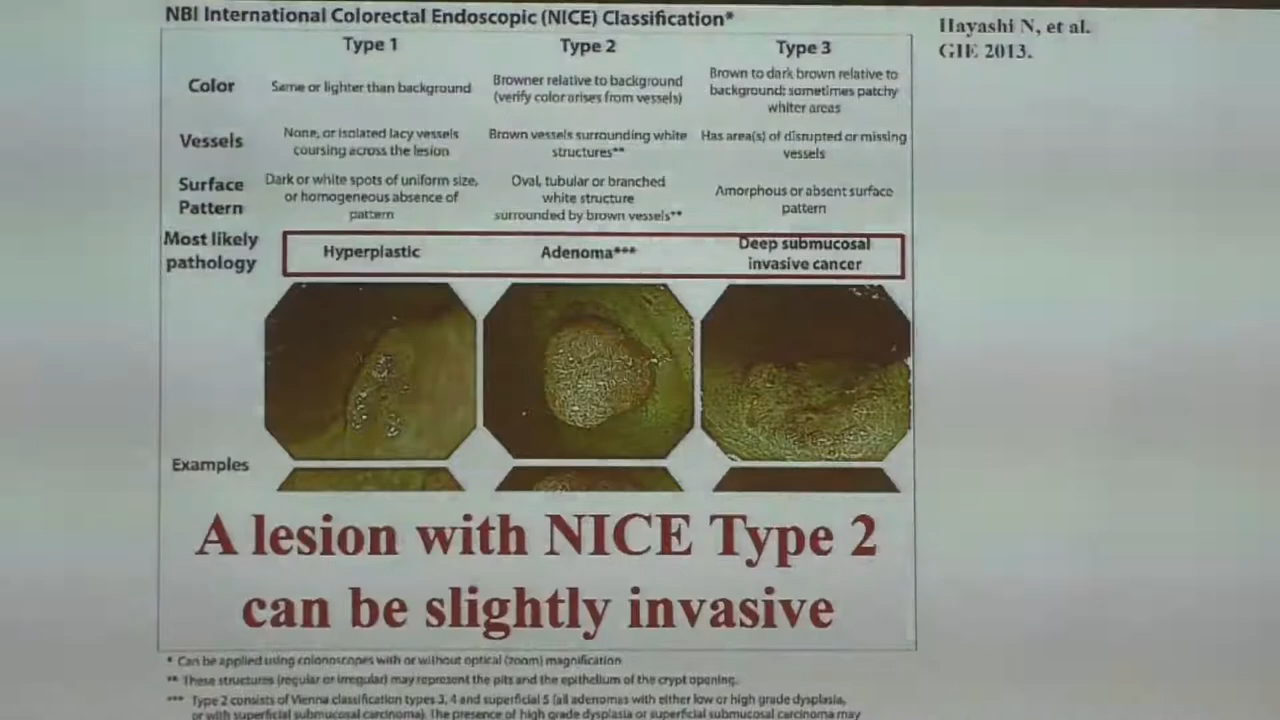 NBI International Colorectal Endoscopic (NICE) Classification*
Hayashi N, et al.
GIE 2013.
Type 1 Type 2 Type 3
Color
Same or lighter than background
Browner relative to background
(verify color arises from vessels)
Brown to dark brown relative to
background; sometimes patchy
whiter areas
Vessels
None, or isolated lacy vessels
coursing across the lesion
Brown vessels surrounding white
structures**
Has area(s) of disrupted or missing
vessels
Surface
Pattern
Dark or white spots of uniform size,
or homogeneous absence of
pattern
Oval, tubular or branched
white structure
surrounded by brown vessels**
Amorphous or absent surface
pattern
Most likely
pathology
Hyperplastic
Adenoma***
Deep submucosal
invasive cancer
Examples
A lesion with NICE Type 2
can be slightly invasive
* Can be applied using colonoscopes with or without optical (zoom) magnification
** These structures (regular or irregular) may represent the pits and the epithelium of the crypt opening.
*** Type 2 consists of Vienna classification types 3, 4 and superficial 5 (all adenomas with either low or high grade dysplasia,
or with superficial submucosal carcinoma). The presence of high grade dysplasia or superficial submucosal carcinoma may